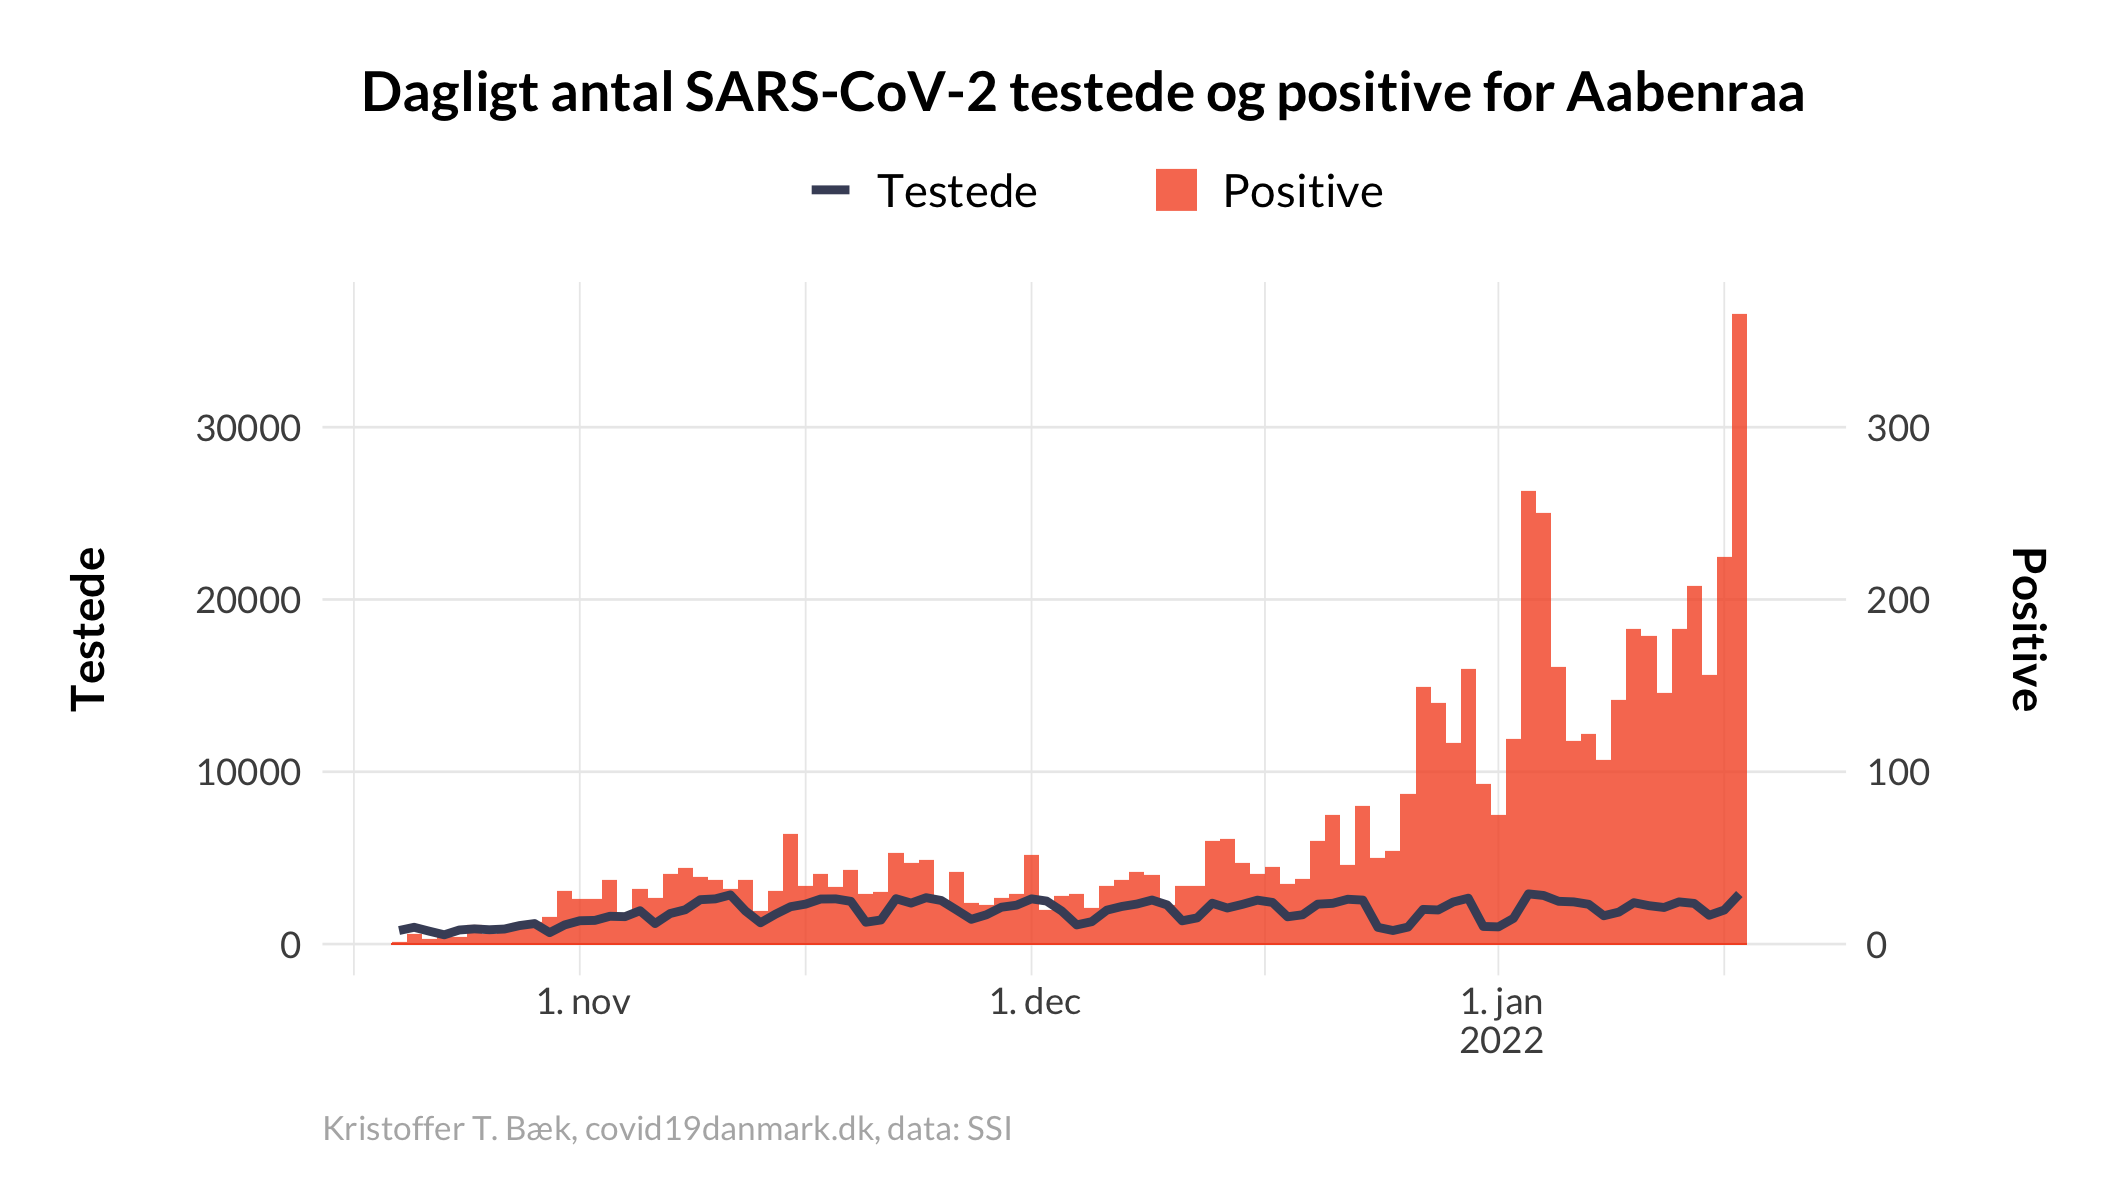 Dagligt antal SARS-CoV-2 testede og positive for Aabenraa
Testede
Positive
Testede
30000
20000
10000
0
300
200
100
0
Positive
1. nov
1. dec
1. jan
2022
Kristoffer T. Bæk, covid19danmark.dk, data: SSI